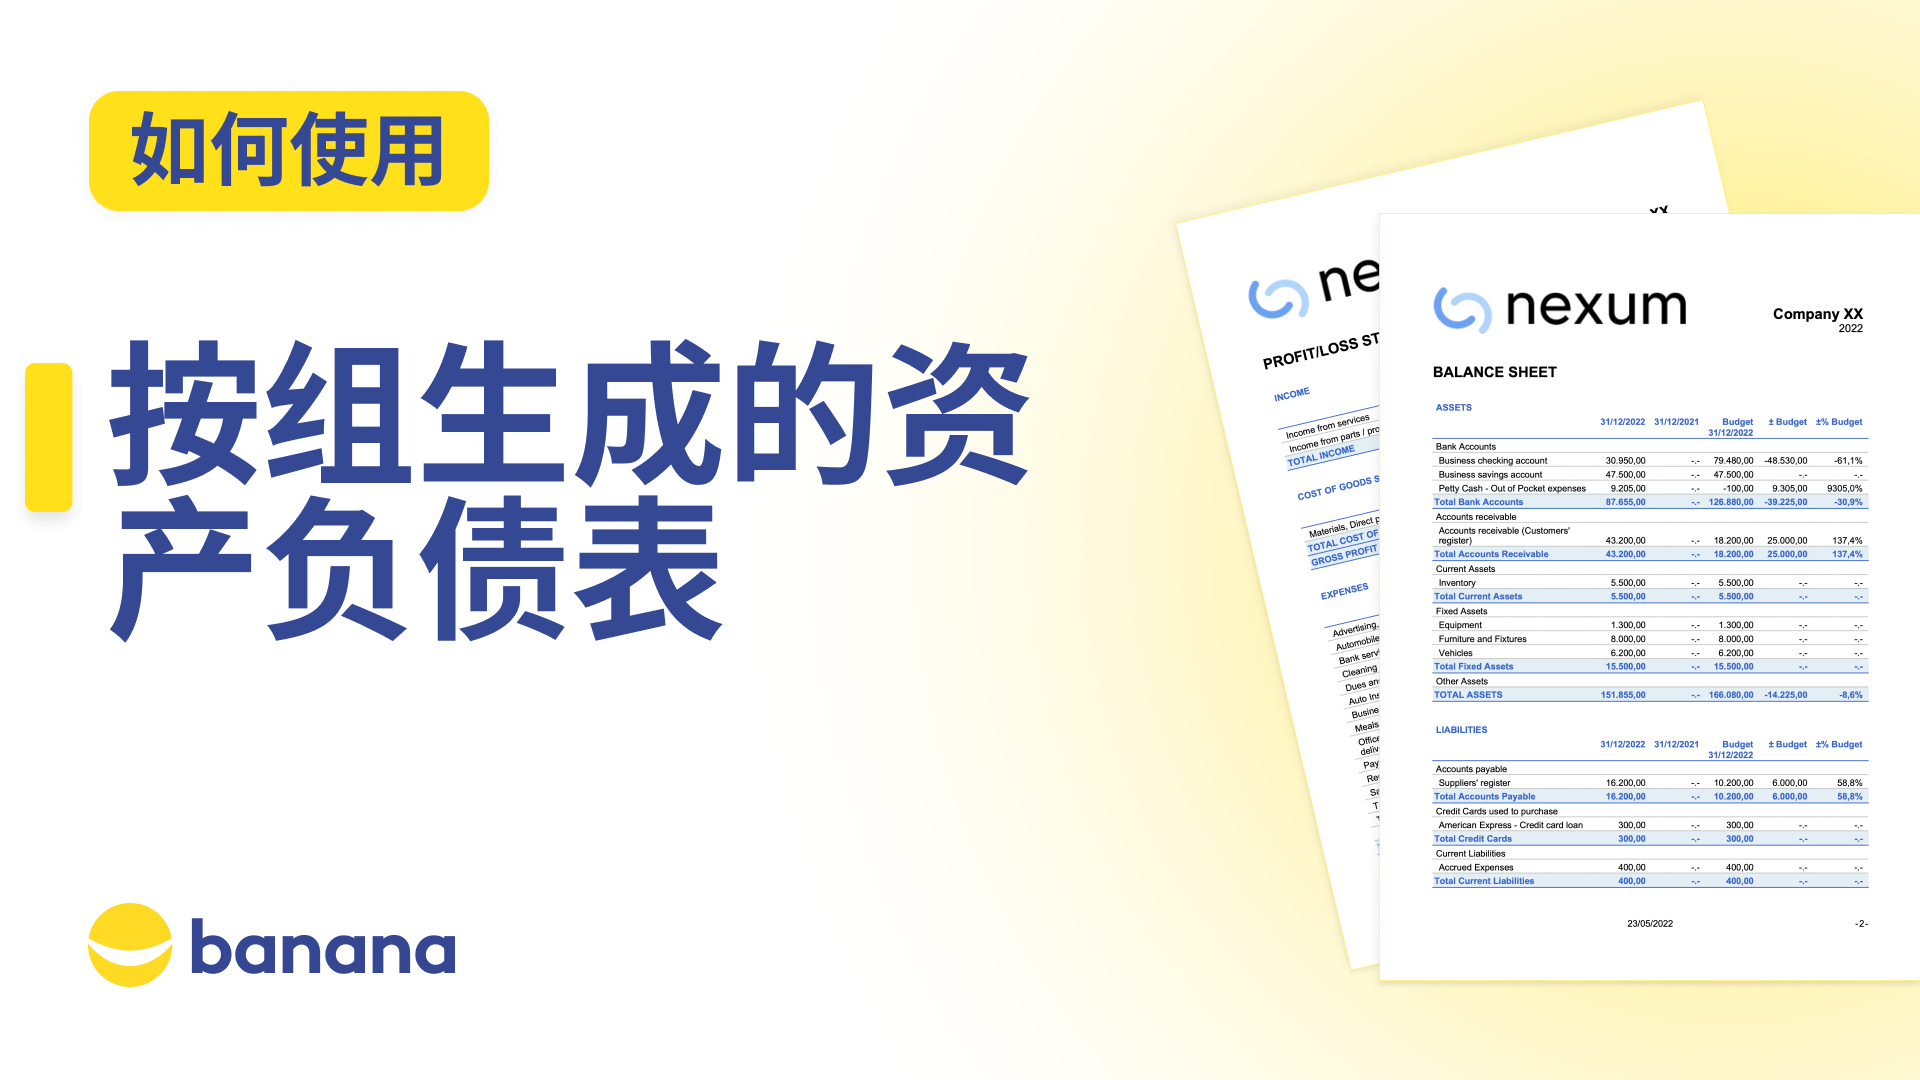 如何使用
按组生成的资
产负债表
banana
XX
ne
PROFIT/LOSS ST
INCOME
Income from services
Income from parts / pro
TOTAL INCOME
COST OF GOODS S
Materials, Direct p
TOTAL COST OF
GROSS PROFIT
EXPENSES
Advertising,
Automobile
Bank serv
Cleaning
Dues an
Auto Ins
Busine
Meals
Office
deliv
Pay
Re
Sa
T
nexum
Company XX
2022
BALANCE SHEET
ASSETS
31/12/2022 31/12/2021 Budget 31/12/2022 ± Budget ±% Budget
Bank Accounts
Business checking account 30.950,00 -.- 79.480,00 -48.530,00 -61,1%
Business savings account 47.500,00 -.- 47.500,00 -.- -.-
Petty Cash - Out of Pocket expenses 9.205,00 -.- -100,00 9.305,00 9305,0%
Total Bank Accounts 87.655,00 -.- 126.880,00 -39.225,00 -30,9%
Accounts receivable
Accounts receivable (Customers'
register) 43.200,00 -.- 18.200,00 25.000,00 137,4%
Total Accounts Receivable 43.200,00 -.- 18.200,00 25.000,00 137,4%
Current Assets
Inventory 5.500,00 -.- 5.500,00 -.- -.-
Total Current Assets 5.500,00 -.- 5.500,00 -.- -.-
Fixed Assets
Equipment 1.300,00 -.- 1.300,00 -.- -.-
Furniture and Fixtures 8.000,00 -.- 8.000,00 -.- -.-
Vehicles 6.200,00 -.- 6.200,00 -.- -.-
Total Fixed Assets 15.500,00 -.- 15.500,00 -.- -.-
Other Assets
TOTAL ASSETS 151.855,00 -.- 166.080,00 -14.225,00 -8,6%
LIABILITIES
31/12/2022 31/12/2021 Budget 31/12/2022 ± Budget ±% Budget
Accounts payable
Suppliers' register 16.200,00 -.- 10.200,00 6.000,00 58,8%
Total Accounts Payable 16.200,00 -.- 10.200,00 6.000,00 58,8%
Credit Cards used to purchase
American Express - Credit card loan 300,00 -.- 300,00 -.- -.-
Total Credit Cards 300,00 -.- 300,00 -.- -.-
Current Liabilities
Accrued Expenses 400,00 -.- 400,00 -.- -.-
Total Current Liabilities 400,00 -.- 400,00 -.- -.-
23/05/2022 -2-